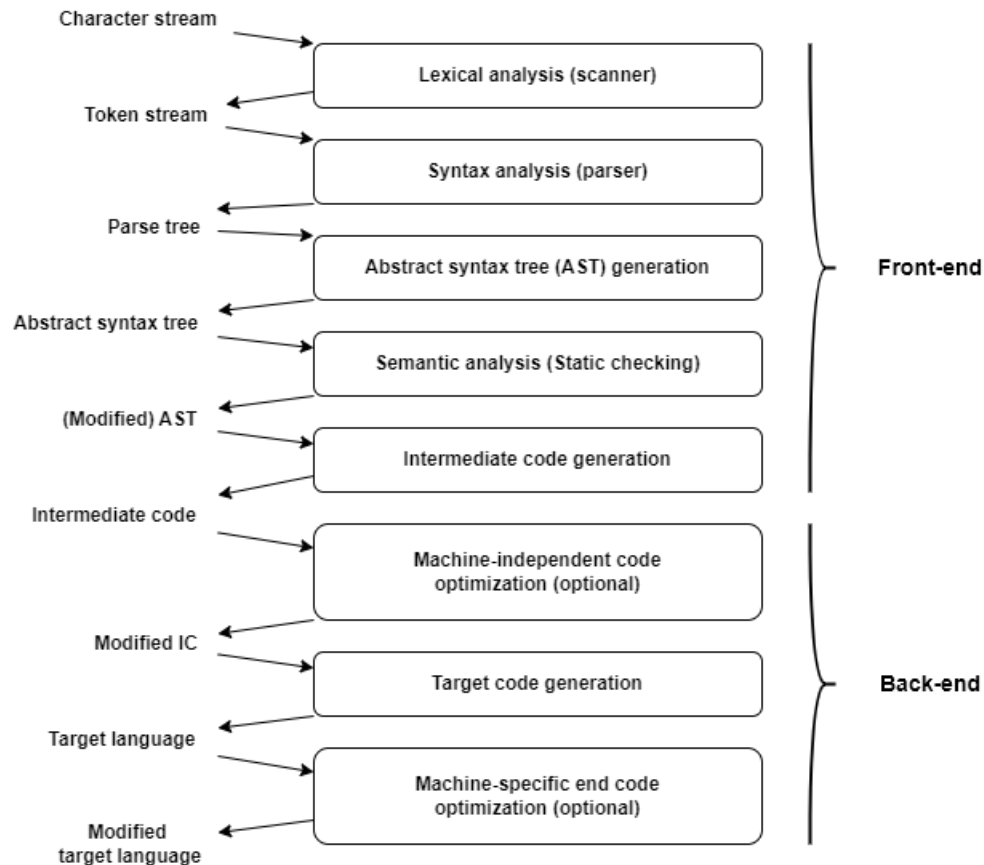 Character stream
Lexical analysis (scanner)
Token stream
Syntax analysis (parser)
Parse tree
Abstract syntax tree (AST) generation
Front-end
Abstract syntax tree
Semantic analysis (Static checking)
(Modified) AST
Intermediate code generation
Intermediate code
Machine-independent code
optimization (optional)
Modified IC
Target code generation
Back-end
Target language
Machine-specific end code
optimization (optional)
Modified
target language